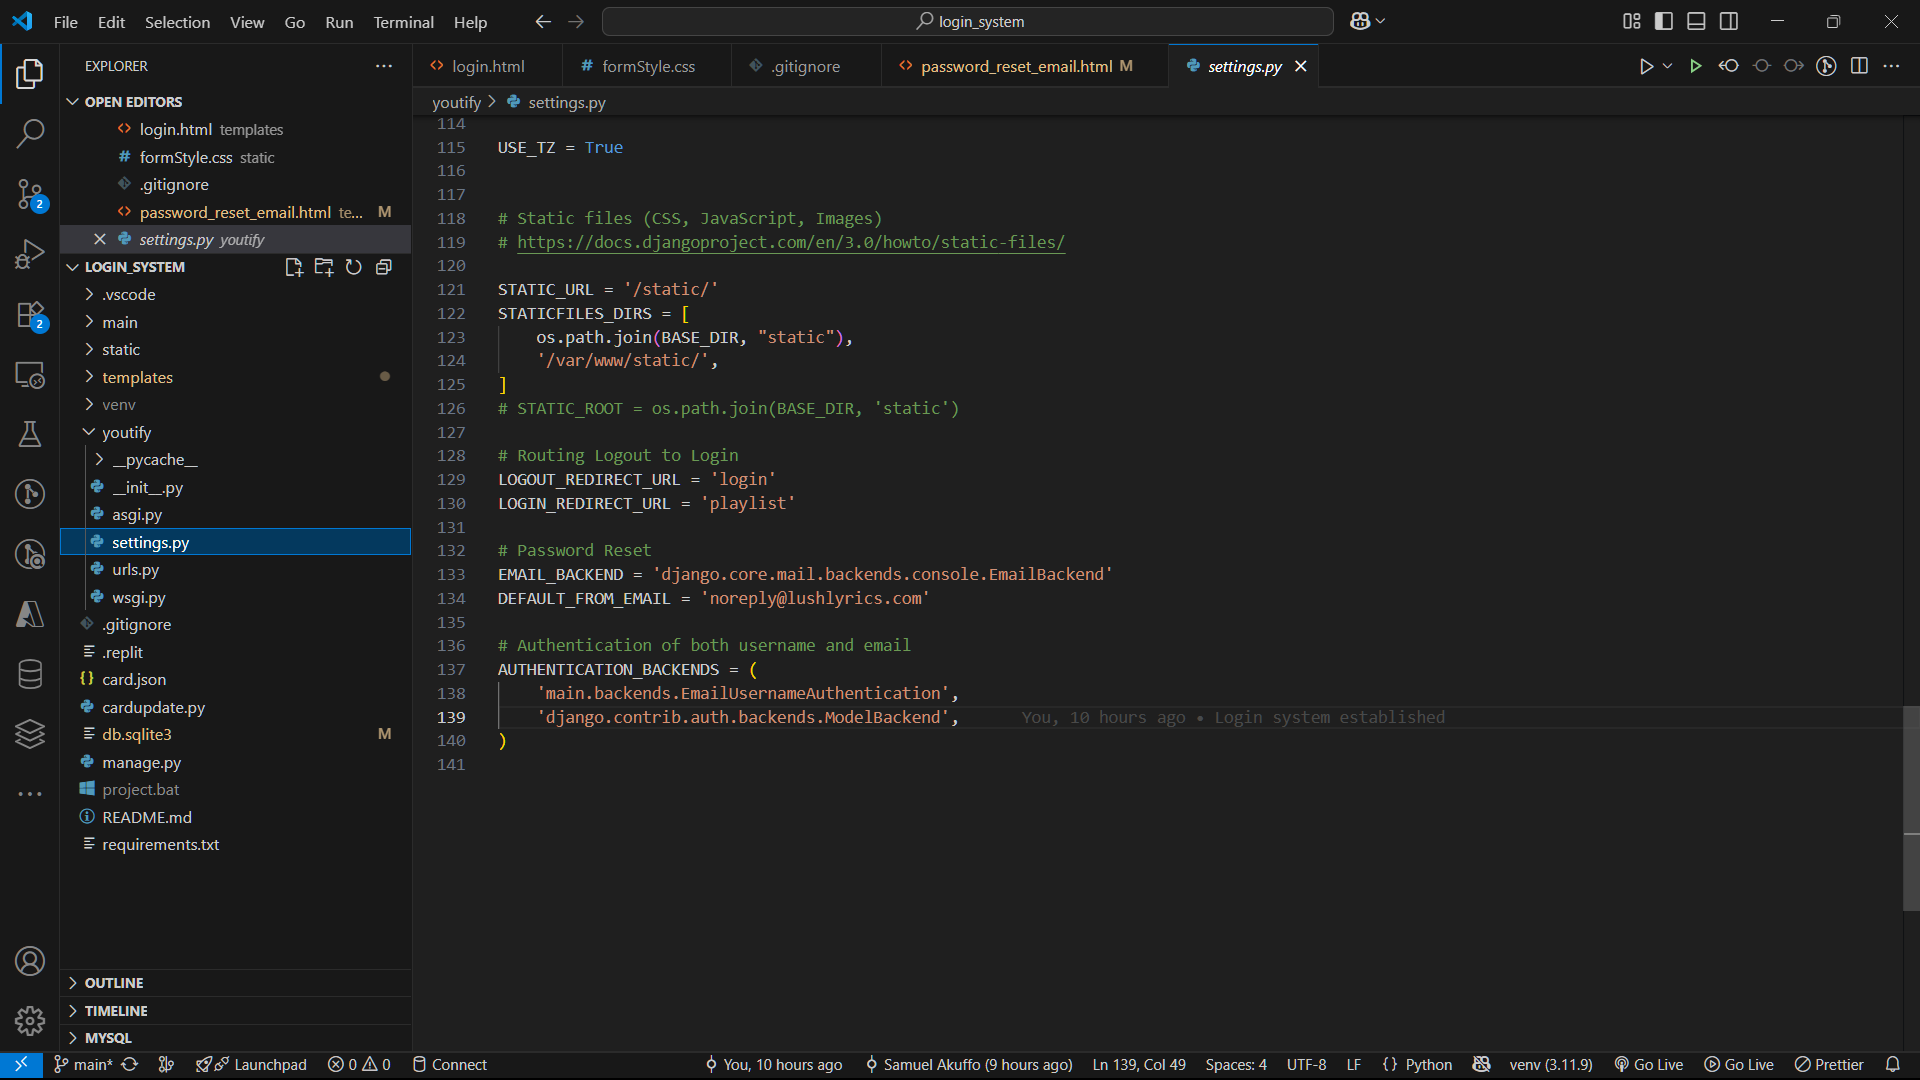 File Edit Selection View Go Run Terminal Help
login_system
EXPLORER
OPEN EDITORS
login.html templates
formStyle.css static
.gitignore
password_reset_email.html te... M
settings.py youtify
LOGIN_SYSTEM
.vscode
main
static
templates
venv
youtify
__pycache__
__init__.py
asgi.py
settings.py
urls.py
wsgi.py
.gitignore
.replit
card.json
cardupdate.py
db.sqlite3 M
manage.py
project.bat
README.md
requirements.txt
OUTLINE
TIMELINE
MYSQL
2
2
login.html formStyle.css .gitignore password_reset_email.html M settings.py
youtify > settings.py
114
115 USE_TZ = True
116
117
118 # Static files (CSS, JavaScript, Images)
119 # https://docs.djangoproject.com/en/3.0/howto/static-files/
120
121 STATIC_URL = '/static/'
122 STATICFILES_DIRS = [
123     os.path.join(BASE_DIR, "static"),
124     '/var/www/static/',
125 ]
126 # STATIC_ROOT = os.path.join(BASE_DIR, 'static')
127
128 # Routing Logout to Login
129 LOGOUT_REDIRECT_URL = 'login'
130 LOGIN_REDIRECT_URL = 'playlist'
131
132 # Password Reset
133 EMAIL_BACKEND = 'django.core.mail.backends.console.EmailBackend'
134 DEFAULT_FROM_EMAIL = 'noreply@lushlyrics.com'
135
136 # Authentication of both username and email
137 AUTHENTICATION_BACKENDS = (
138     'main.backends.EmailUsernameAuthentication',
139     'django.contrib.auth.backends.ModelBackend', You, 10 hours ago • Login system established
140 )
141
main* Launchpad 0 0 Connect You, 10 hours ago Samuel Akuffo (9 hours ago) Ln 139, Col 49 Spaces: 4 UTF-8 LF {} Python venv (3.11.9) Go Live Go Live Prettier